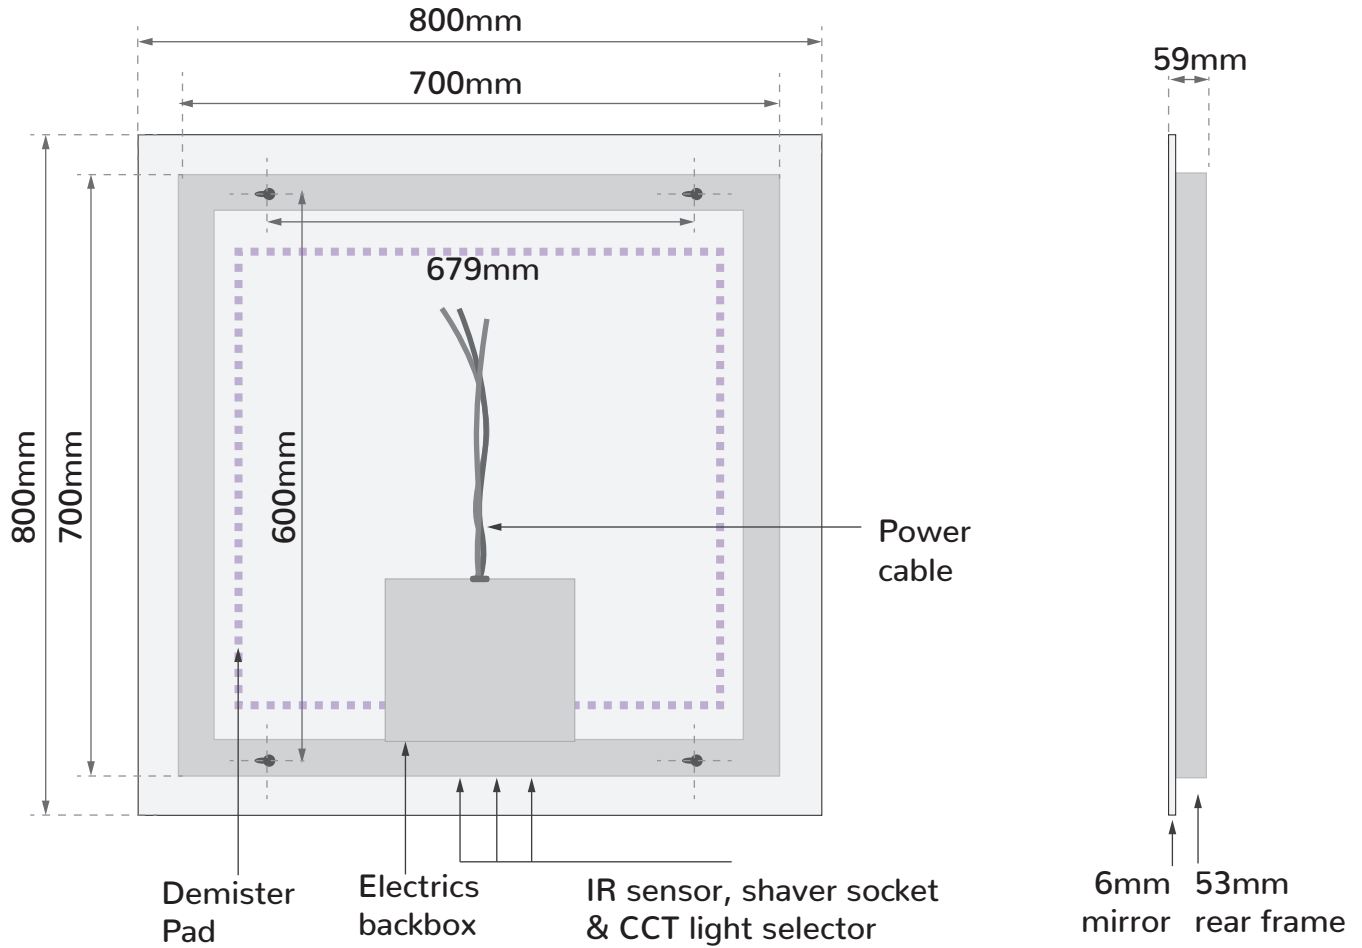 800mm
59mm
700mm
679mm
800mm
700mm
600mm
Power
cable
Demister
Pad
Electrics
backbox
IR sensor, shaver socket
& CCT light selector
6mm
mirror
53mm
rear frame